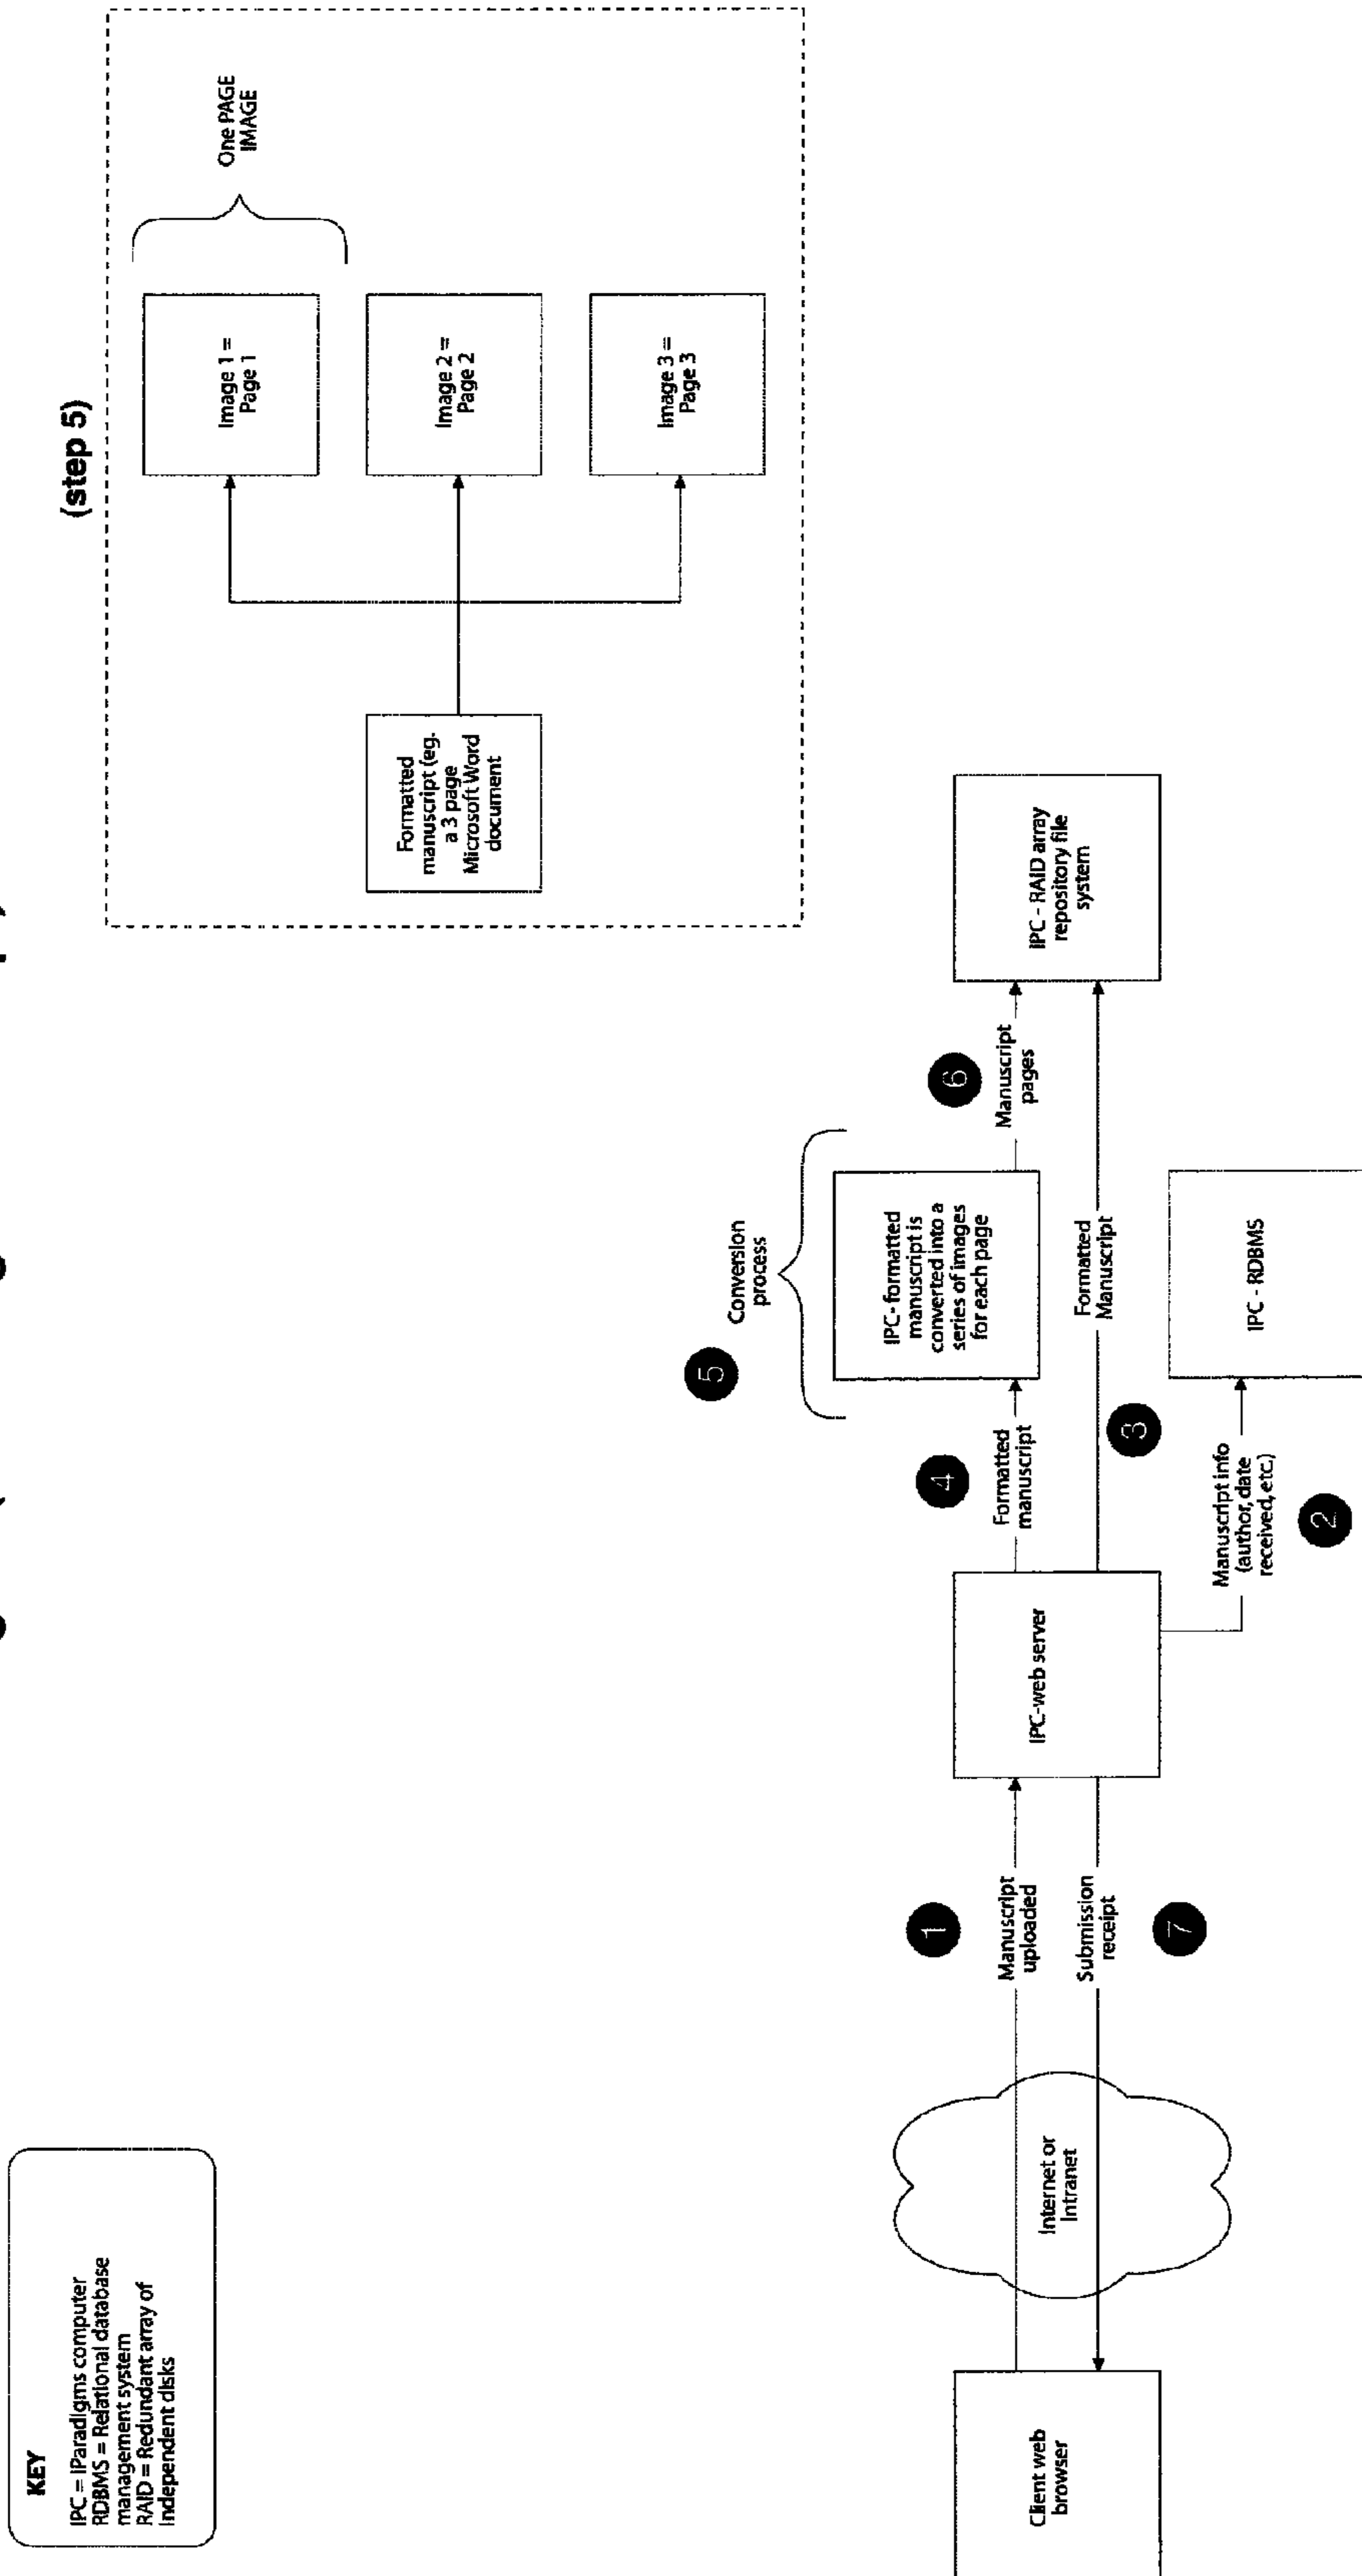 KEY
IPC = IParadigms computer
RDBMS = Relational database
management system
RAID = Redundant array of
Independent disks
(step 5)
Formatted
manuscript (eg.
a 3 page
Microsoft Word
document
Image 1 =
Page 1
Image 2 =
Page 2
Image 3 =
Page 3
One PAGE
IMAGE
Client web
browser
Internet or
Intranet
1
Manuscript
uploaded
Submission
receipt
7
IPC-web server
4
Formatted
manuscript
5
Conversion
process
IPC-formatted
manuscript is
converted into a
series of images
for each page
6
Manuscript
pages
3
Formatted
Manuscript
IPC - RAID array
repository file
system
Manuscript info
(author, date
received, etc.)
2
IPC - RDBMS